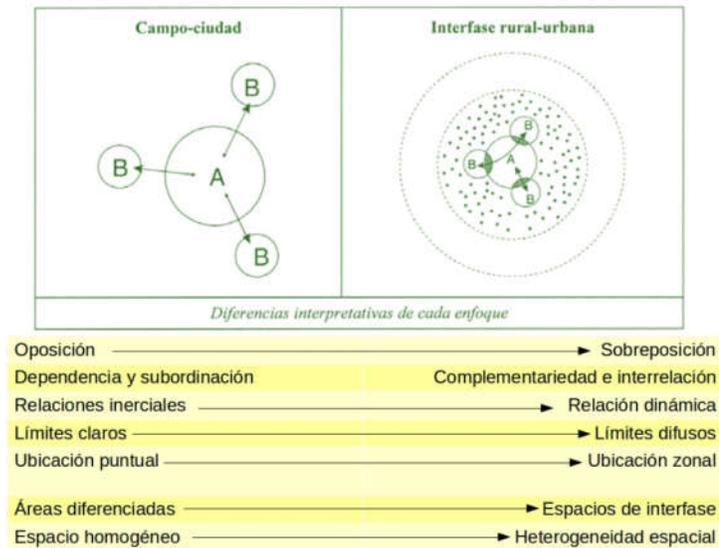 Campo-ciudad
Interfase rural-urbana
B
B
A
B
B
B
A
B
Diferencias interpretativas de cada enfoque
Oposición Sobreposición
Dependencia y subordinación Complementariedad e interrelación
Relaciones inerciales Relación dinámica
Límites claros Límites difusos
Ubicación puntual Ubicación zonal
Áreas diferenciadas Espacios de interfase
Espacio homogéneo Heterogeneidad espacial